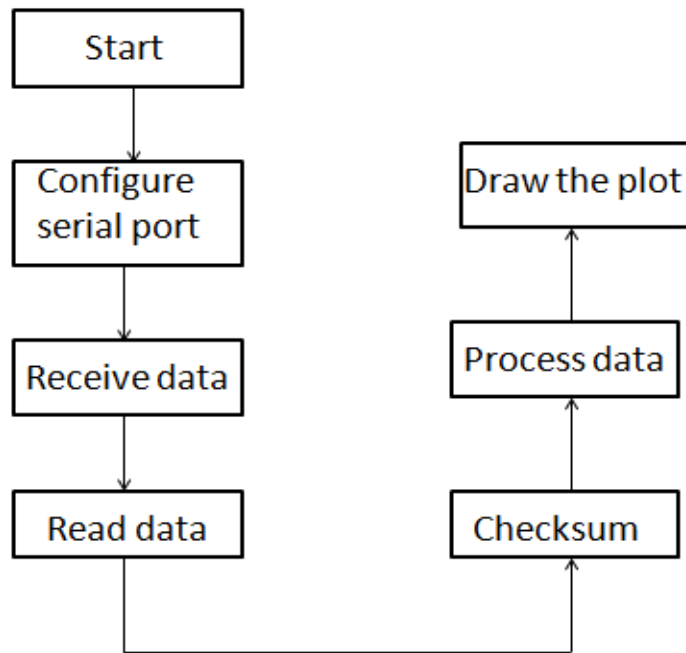 Start
Configure
serial port
Receive data
Read data
Checksum
Process data
Draw the plot